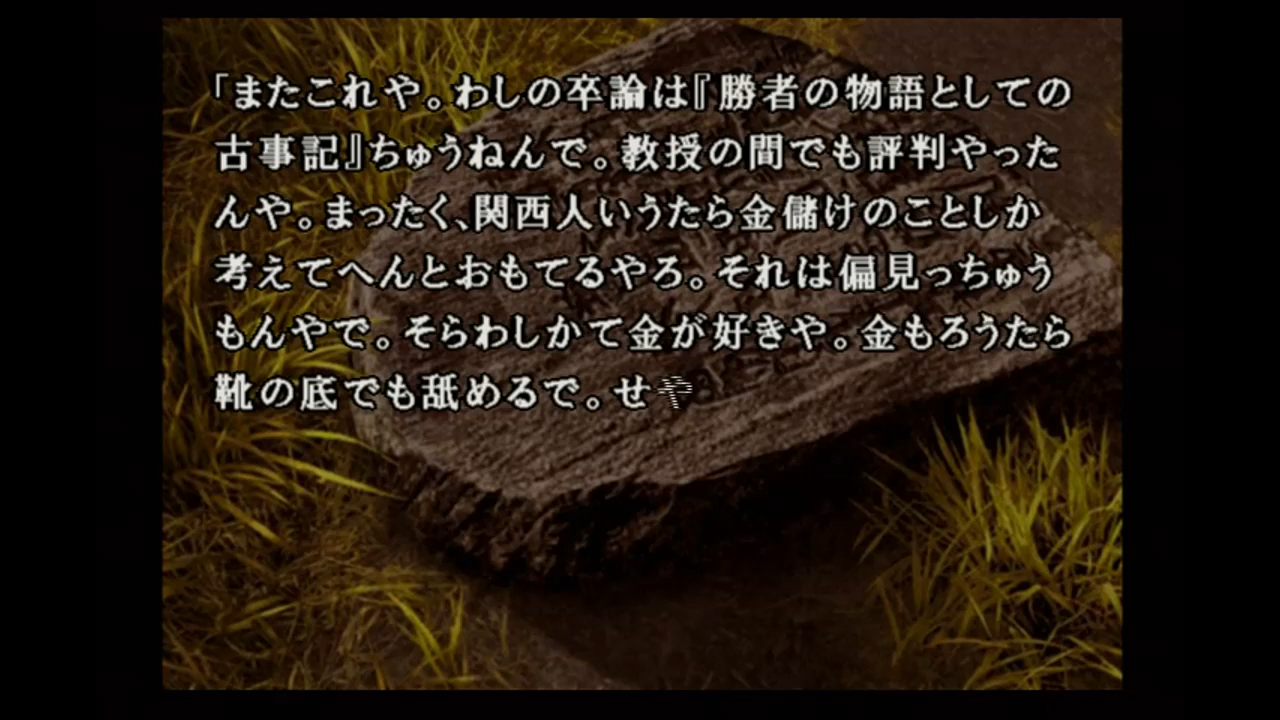 「またこれや。わしの卒論は『勝者の物語としての
古事記』ちゅうねんで。教授の間でも評判やった
んや。まったく、関西人いうたら金儲けのことしか
考えてへんとおもてるやろ。それは偏見っちゅう
もんやで。そらわしかて金が好きや。金もろうたら
靴の底でも舐めるで。せや